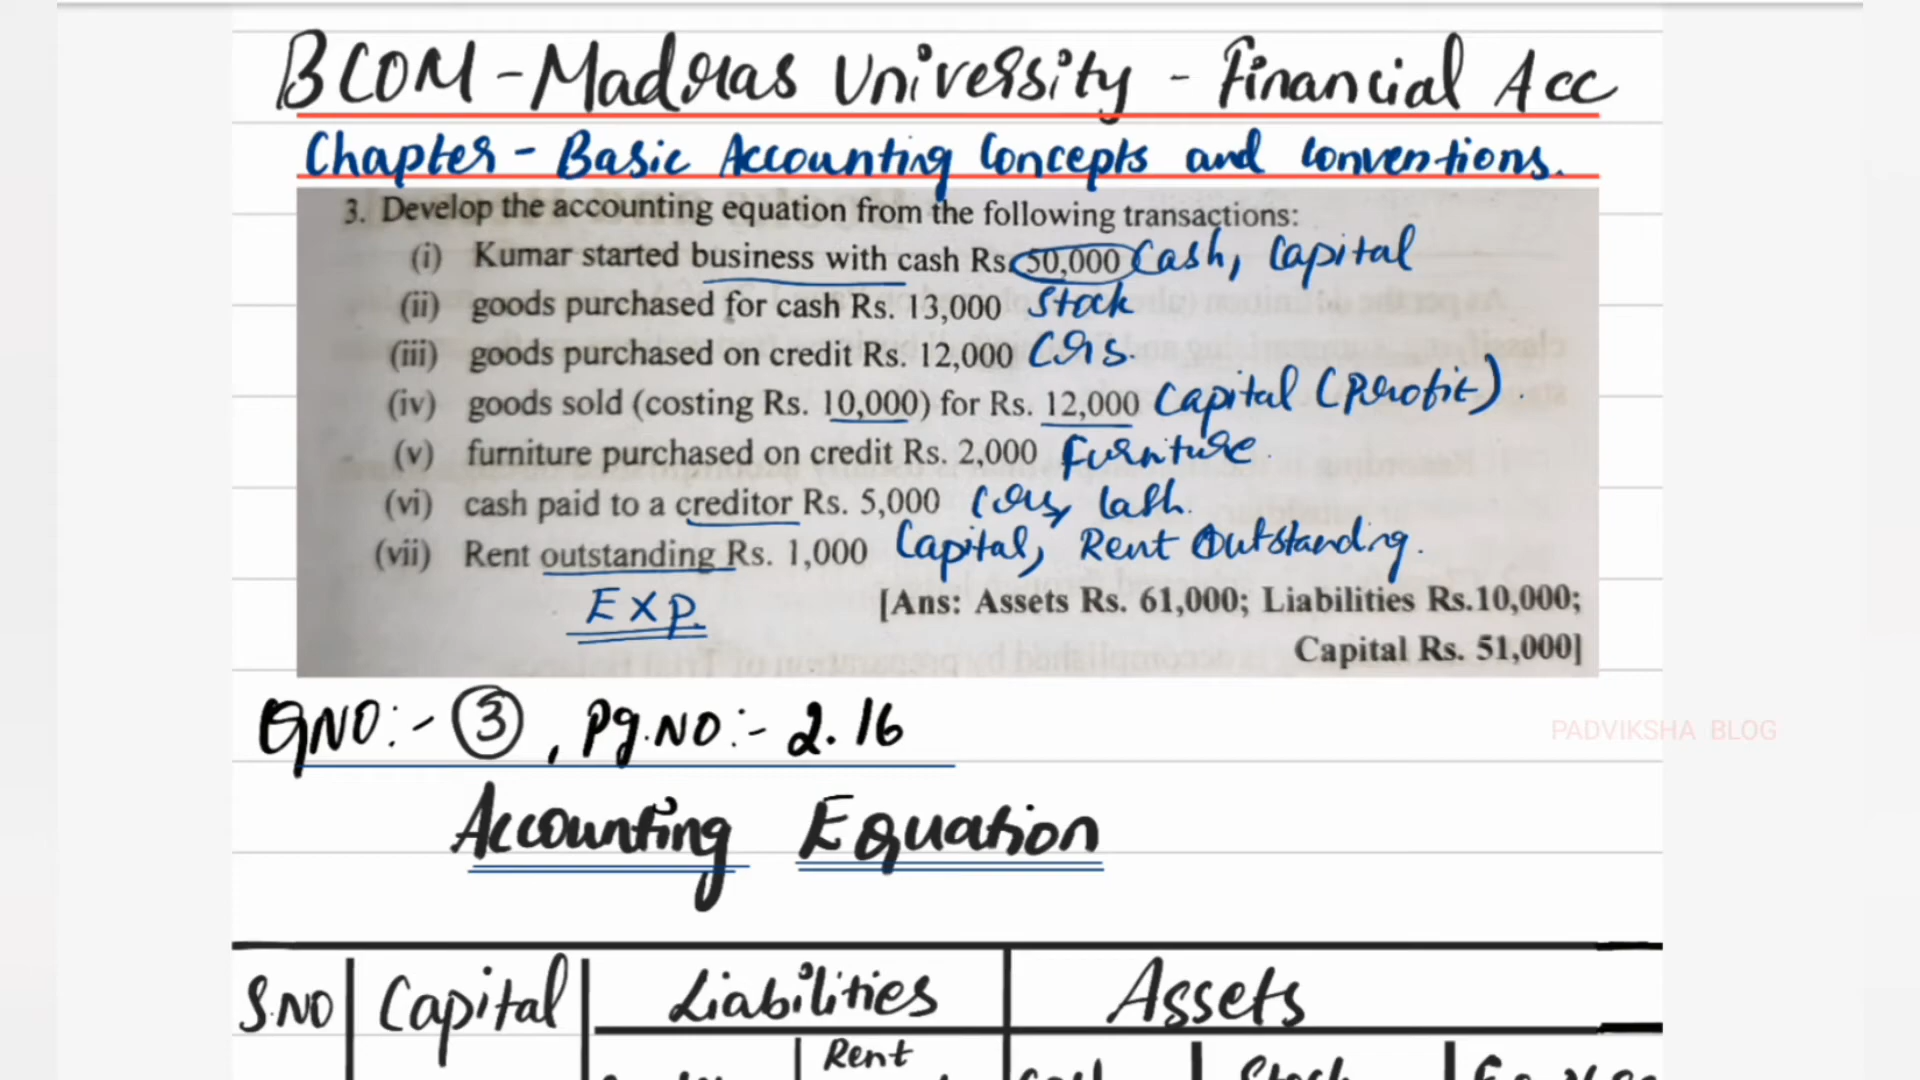 BCOM - Madras University - Financial Acc
Chapter - Basic Accounting Concepts and Conventions.
3. Develop the accounting equation from the following transactions:
(i) Kumar started business with cash Rs. 50,000 Cash, Capital
(ii) goods purchased for cash Rs. 13,000 Stock
(iii) goods purchased on credit Rs. 12,000 Crs.
(iv) goods sold (costing Rs. 10,000) for Rs. 12,000 Capital (Profit).
(v) furniture purchased on credit Rs. 2,000 Furniture.
(vi) cash paid to a creditor Rs. 5,000 Crs, Cash.
(vii) Rent outstanding Rs. 1,000 Capital, Rent Outstanding.
EXP. [Ans: Assets Rs. 61,000; Liabilities Rs.10,000;
Capital Rs. 51,000]
QNO:- 3, Pg.NO:- 2.16
PADVIKSHA BLOG
Accounting Equation
S.NO Capital Liabilities Assets
Rent